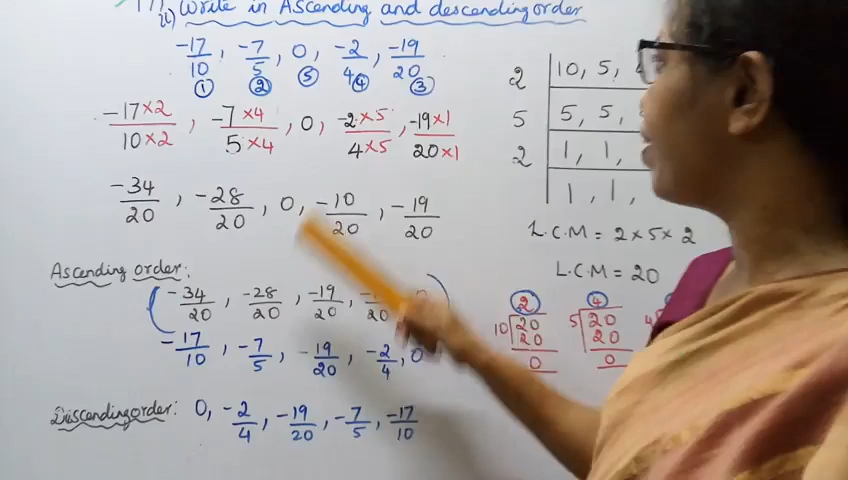 ii) Write in Ascending and descending order
-17/10, -7/5, 0, -2/4, -19/20
① ② ⑤ ④ ③
-17×2/10×2, -7×4/5×4, 0, -2×5/4×5, -19×1/20×1
-34/20, -28/20, 0, -10/20, -19/20
Ascending order:
-34/20, -28/20, -19/20,
-17/10, -7/5, -19/20, -2/4, 0
Discending order: 0, -2/4, -19/20, -7/5, -17/10
2 | 10, 5,
5 | 5, 5,
2 | 1, 1,
1, 1,
L.C.M = 2×5×2
L.C.M = 20
2 4
10 20 5 20
20 20
0 0